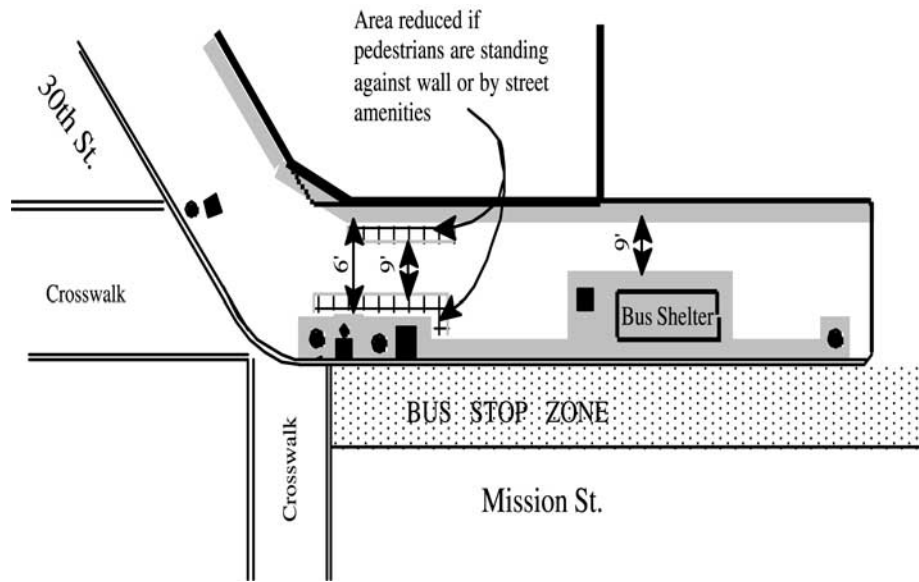 Area reduced if
pedestrians are standing
against wall or by street
amenities
30th St.
6'
9'
9'
Crosswalk
Bus Shelter
BUS STOP ZONE
Crosswalk
Mission St.